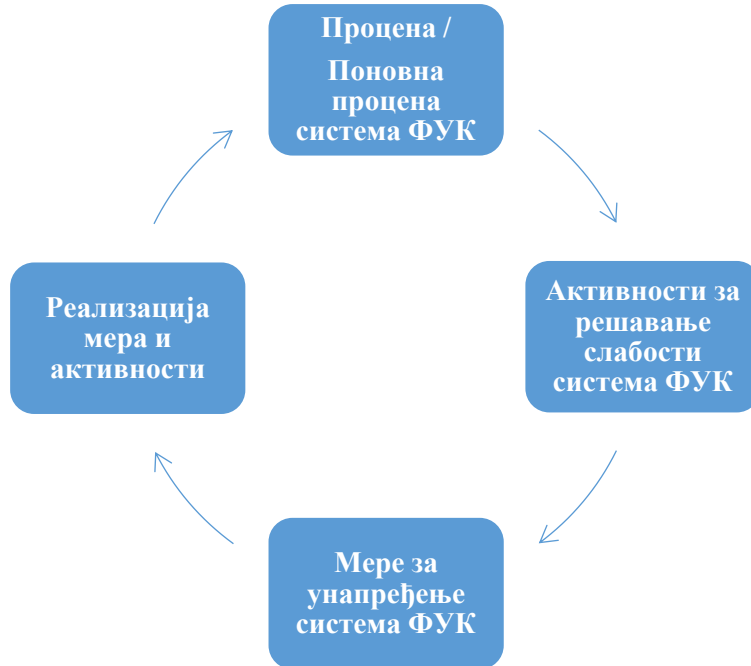 Процена /
Поновна
процена
система ФУК
Активности за
решавање
слабости
система ФУК
Мере за
унапређење
система ФУК
Реализација
мера и
активности